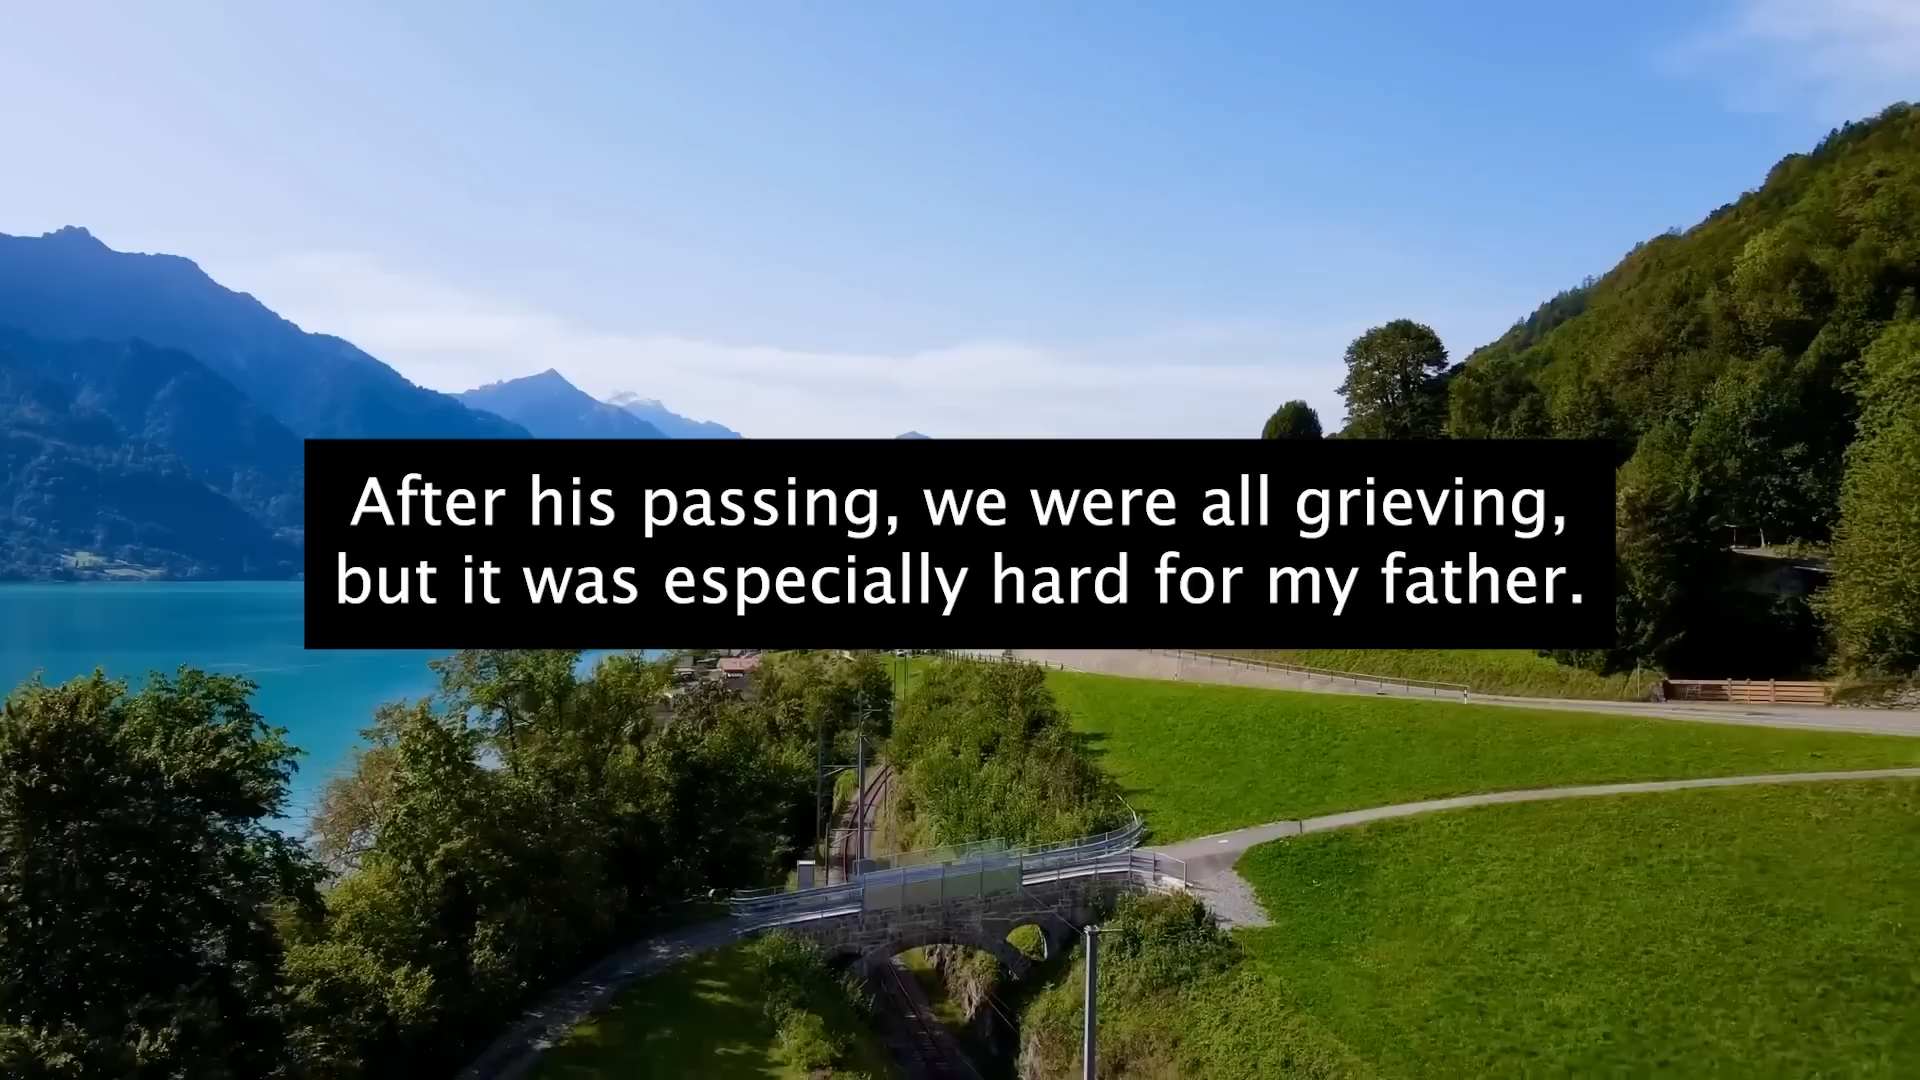 After his passing, we were all grieving,
but it was especially hard for my father.